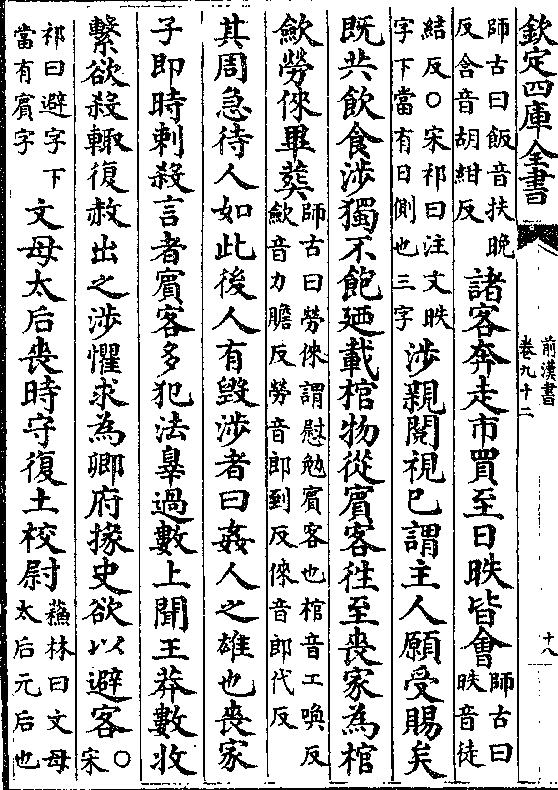 欽定四庫全書
前漢書
卷九十二
十八
師古曰飯音扶晚
反含音胡紺反
諸客奔走市買至日昳皆會
師古曰
昳音徒
結反○宋祁曰注文昳
字下當有日側也三字
涉親閱視已謂主人願受賜矣
既共飲食涉獨不飽廼載棺物從賓客徃至喪家為棺
歛勞倈畢葬
師古曰勞倈謂慰勉賓客也棺音工喚反
歛音力贍反勞音郎到反倈音郎代反
其周急待人如此後人有毀涉者曰姦人之雄也喪家
子即時刺殺言者賓客多犯法辠過數上聞王莽數收
繫欲殺輙復赦出之涉懼求為卿府掾史欲以避客
○
宋
祁曰避字下
當有賓字
文母太后喪時守復土校尉
蘇林曰文母
太后元后也